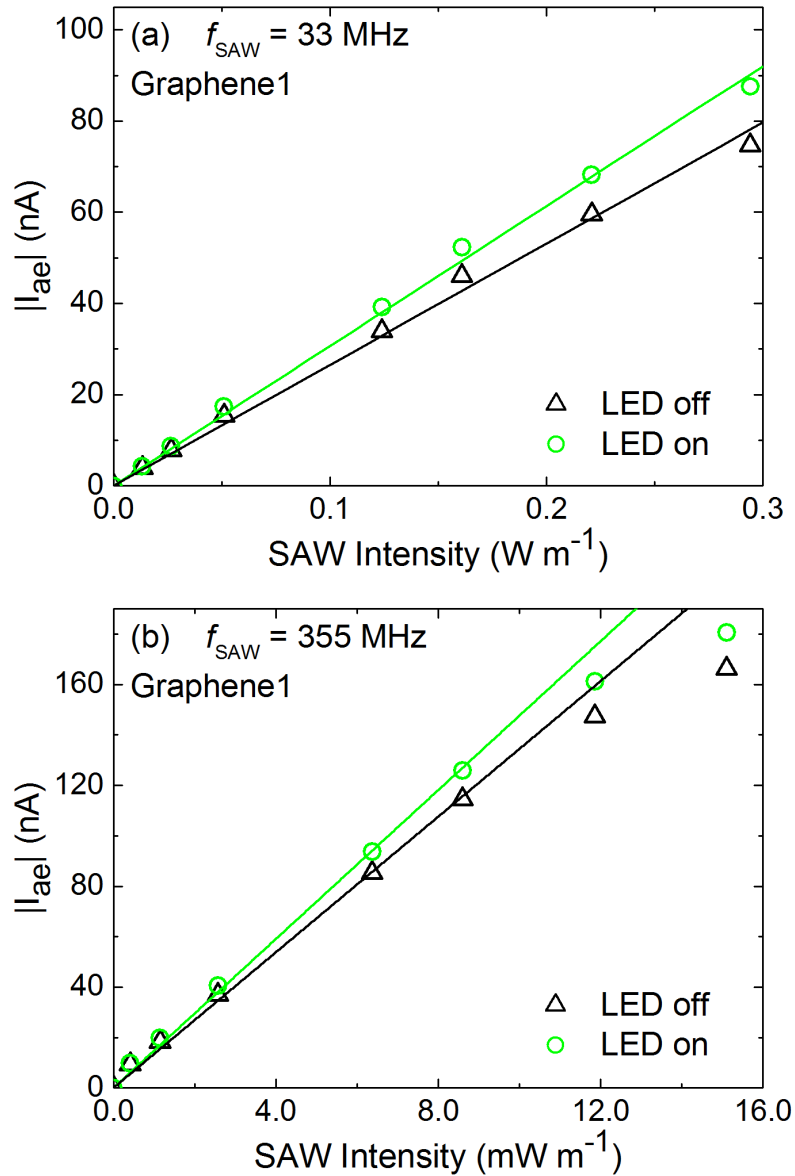 (a) f_SAW = 33 MHz
Graphene1
100
80
60
40
20
0
|I_ae| (nA)
LED off
LED on
0.0 0.1 0.2 0.3
SAW Intensity (W m⁻¹)
(b) f_SAW = 355 MHz
Graphene1
160
120
80
40
0
|I_ae| (nA)
LED off
LED on
0.0 4.0 8.0 12.0 16.0
SAW Intensity (mW m⁻¹)